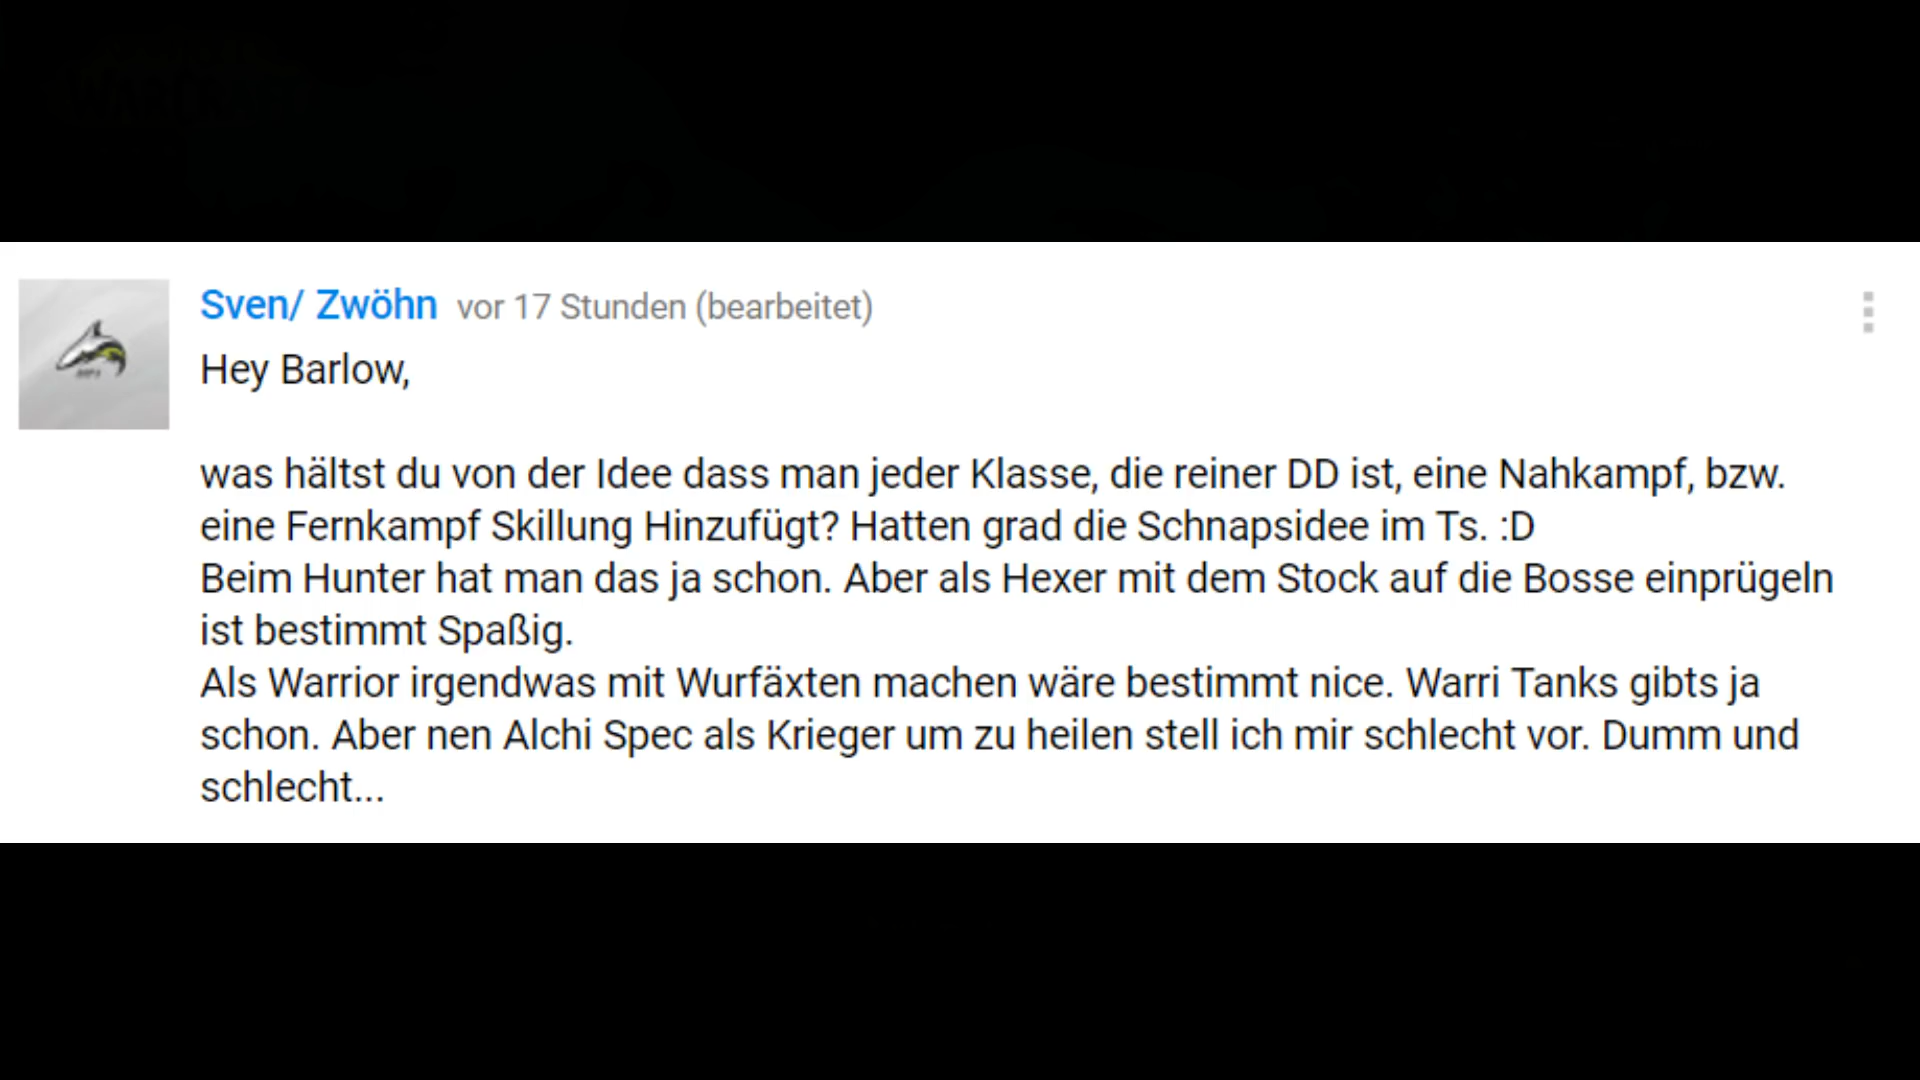 WARCRAFT
Sven/ Zwöhn vor 17 Stunden (bearbeitet)
Hey Barlow,
was hältst du von der Idee dass man jeder Klasse, die reiner DD ist, eine Nahkampf, bzw.
eine Fernkampf Skillung Hinzufügt? Hatten grad die Schnapsidee im Ts. :D
Beim Hunter hat man das ja schon. Aber als Hexer mit dem Stock auf die Bosse einprügeln
ist bestimmt Spaßig.
Als Warrior irgendwas mit Wurfäxten machen wäre bestimmt nice. Warri Tanks gibts ja
schon. Aber nen Alchi Spec als Krieger um zu heilen stell ich mir schlecht vor. Dumm und
schlecht...